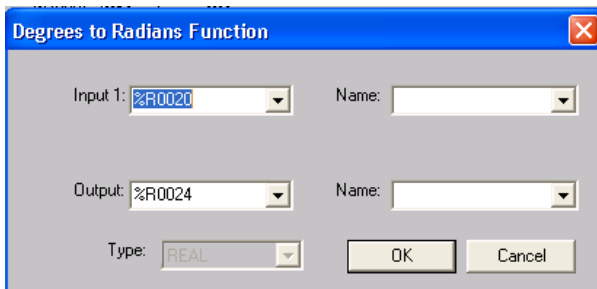 Degrees to Radians Function
Input 1: %R0020 Name:
Output: %R0024 Name:
Type: REAL OK Cancel